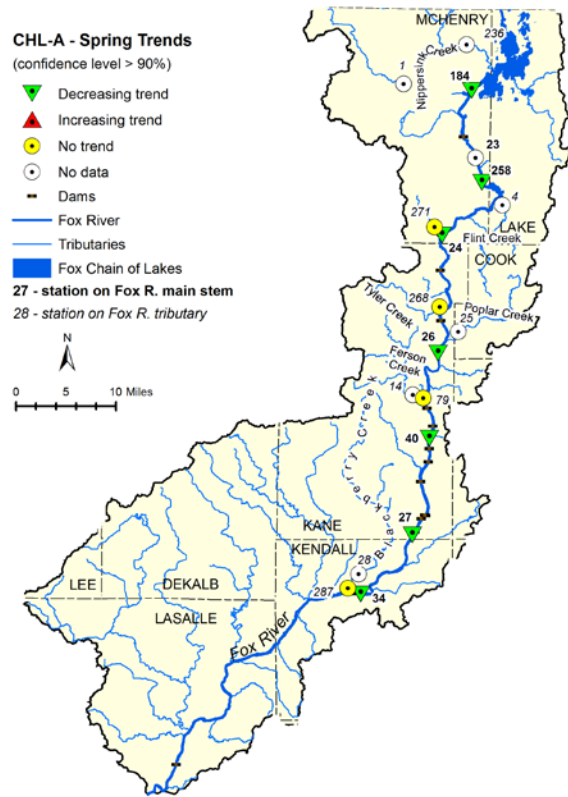 CHL-A - Spring Trends
(confidence level > 90%)
Decreasing trend
Increasing trend
No trend
No data
Dams
Fox River
Tributaries
Fox Chain of Lakes
27 - station on Fox R. main stem
28 - station on Fox R. tributary
N
0 5 10 Miles
MCHENRY
236
Nippersink Creek
1
184
23
258
4
271
LAKE
24
Flint Creek
COOK
268
Tyler Creek
Poplar Creek
25
26
Ferson
Creek
14
79
40
Blackberry Creek
27
KANE
KENDALL
28
LEE
DEKALB
287
34
LASALLE
Fox River